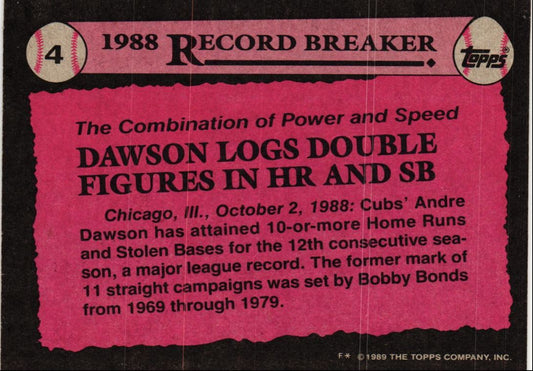 4
1988 RECORD BREAKER
Topps®
The Combination of Power and Speed
DAWSON LOGS DOUBLE
FIGURES IN HR AND SB
Chicago, Ill., October 2, 1988: Cubs' Andre
Dawson has attained 10-or-more Home Runs
and Stolen Bases for the 12th consecutive sea-
son, a major league record. The former mark of
11 straight campaigns was set by Bobby Bonds
from 1969 through 1979.
F* ©1989 THE TOPPS COMPANY, INC.